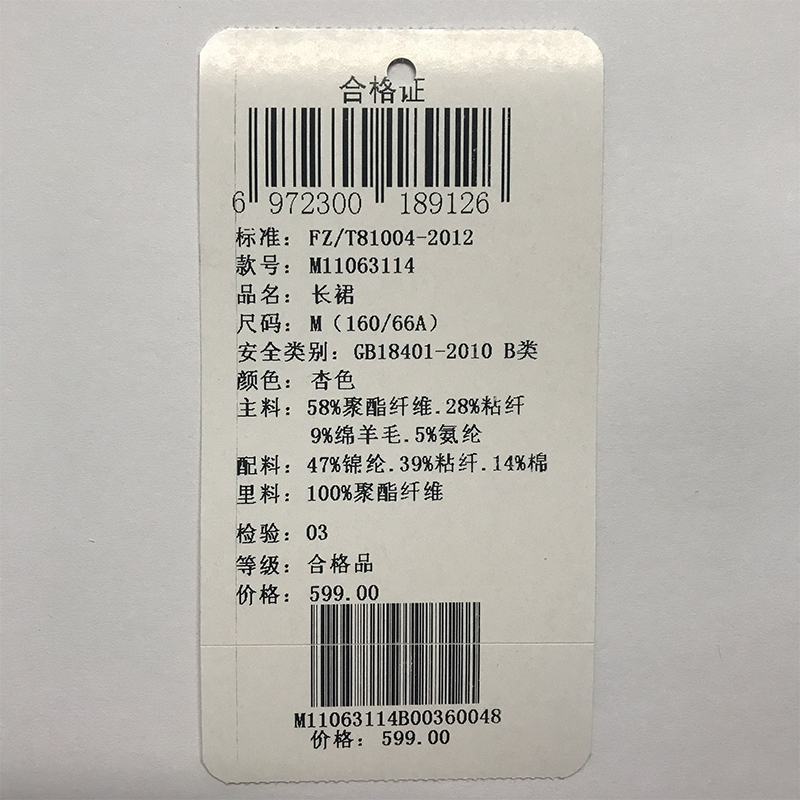 合格证
6 972300 189126
标准：FZ/T81004-2012
款号：M11063114
品名：长裙
尺码：M（160/66A）
安全类别：GB18401-2010 B类
颜色：杏色
主料：58%聚酯纤维.28%粘纤
9%绵羊毛.5%氨纶
配料：47%锦纶.39%粘纤.14%棉
里料：100%聚酯纤维
检验：03
等级：合格品
价格：599.00
M11063114B00360048
价格：599.00